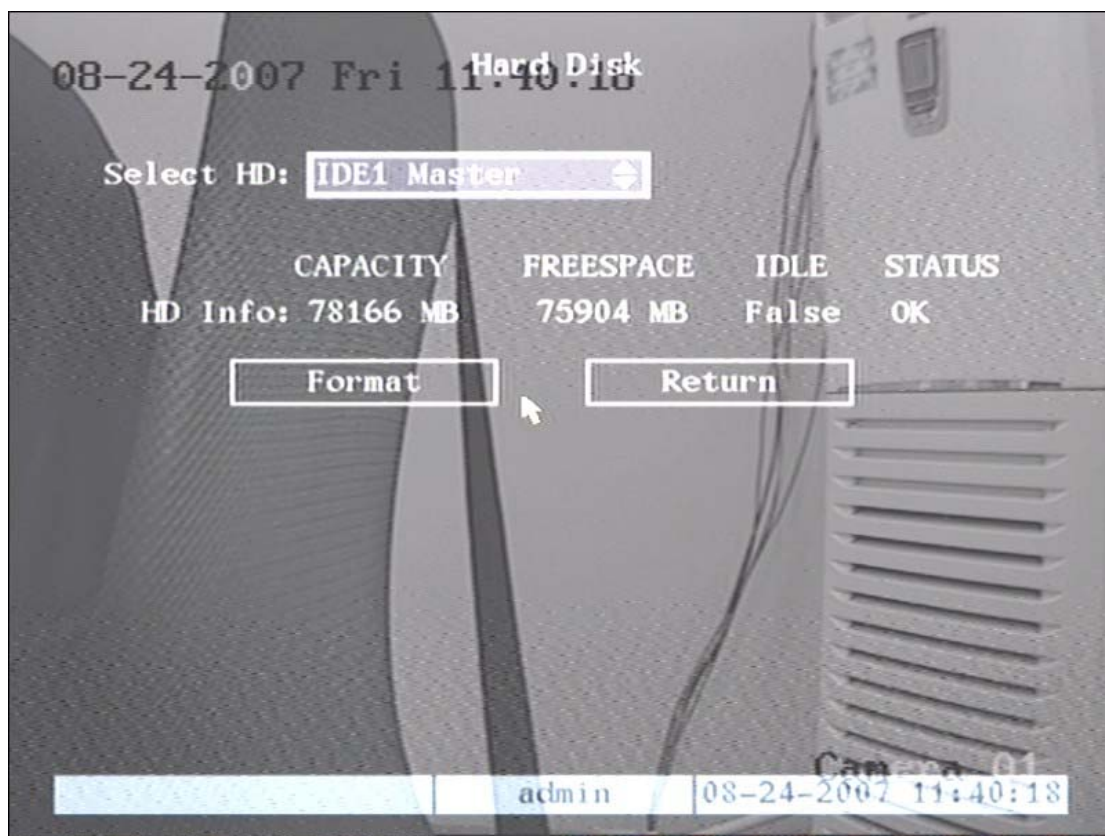 Hard Disk
08-24-2007 Fri 11:40:18
Select HD: IDE1 Master
CAPACITY FREESPACE IDLE STATUS
HD Info: 78166 MB 75904 MB False OK
Format Return
Camera 01
admin 08-24-2007 11:40:18